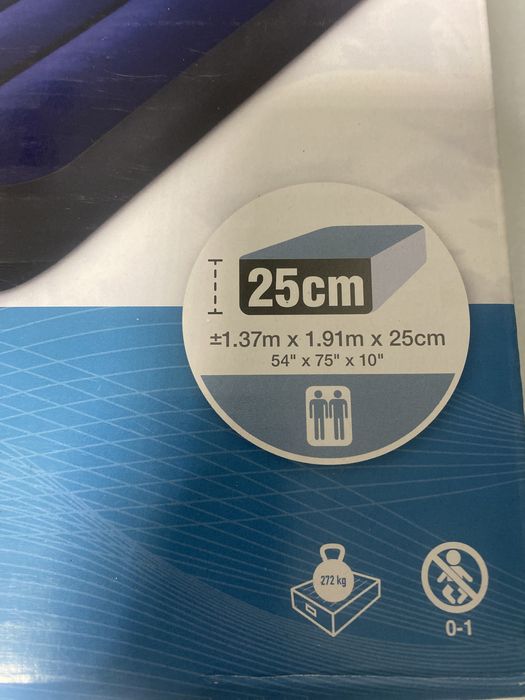 25cm
±1.37m x 1.91m x 25cm
54" x 75" x 10"
272 kg
0-1